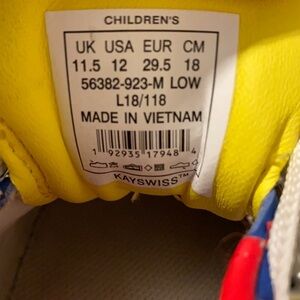 CHILDREN'S
UK USA EUR CM
11.5 12 29.5 18
56382-923-M LOW
L18/118
MADE IN VIETNAM
1 92935 17948 4
KAYSWISS™